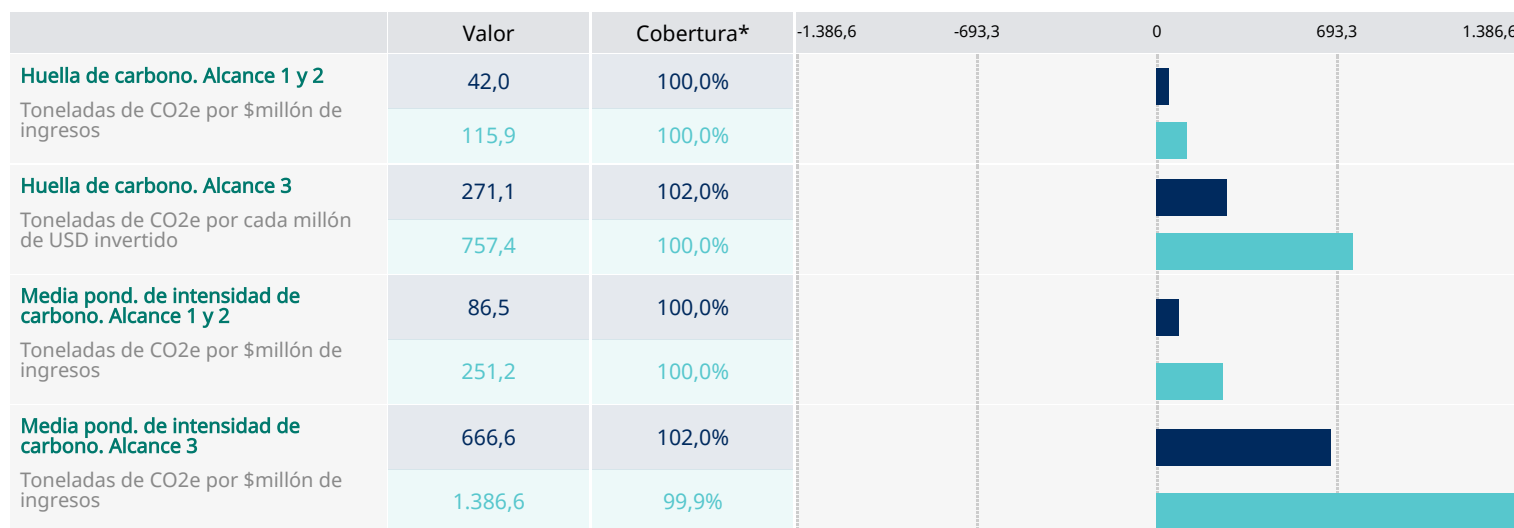 Valor
Cobertura*
-1.386,6
-693,3
0
693,3
1.386,6
Huella de carbono. Alcance 1 y 2
Toneladas de CO2e por $millón de
ingresos
42,0
100,0%
115,9
100,0%
Huella de carbono. Alcance 3
Toneladas de CO2e por cada millón
de USD invertido
271,1
102,0%
757,4
100,0%
Media pond. de intensidad de
carbono. Alcance 1 y 2
Toneladas de CO2e por $millón de
ingresos
86,5
100,0%
251,2
100,0%
Media pond. de intensidad de
carbono. Alcance 3
Toneladas de CO2e por $millón de
ingresos
666,6
102,0%
1.386,6
99,9%